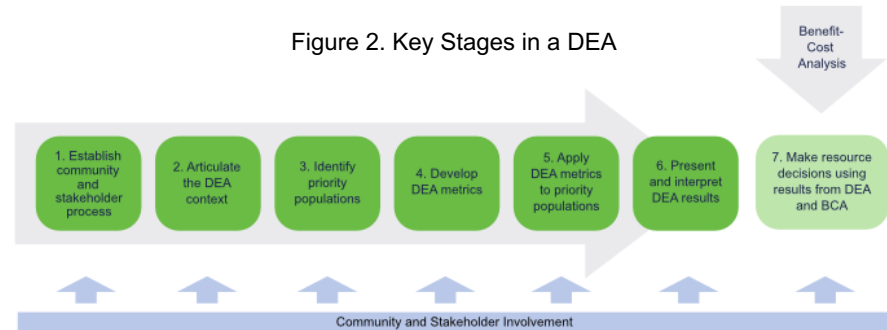 Figure 2. Key Stages in a DEA
Benefit-
Cost
Analysis
1. Establish
community
and
stakeholder
process
2. Articulate
the DEA
context
3. Identify
priority
populations
4. Develop
DEA metrics
5. Apply
DEA metrics
to priority
populations
6. Present
and interpret
DEA results
7. Make resource
decisions using
results from DEA
and BCA
Community and Stakeholder Involvement